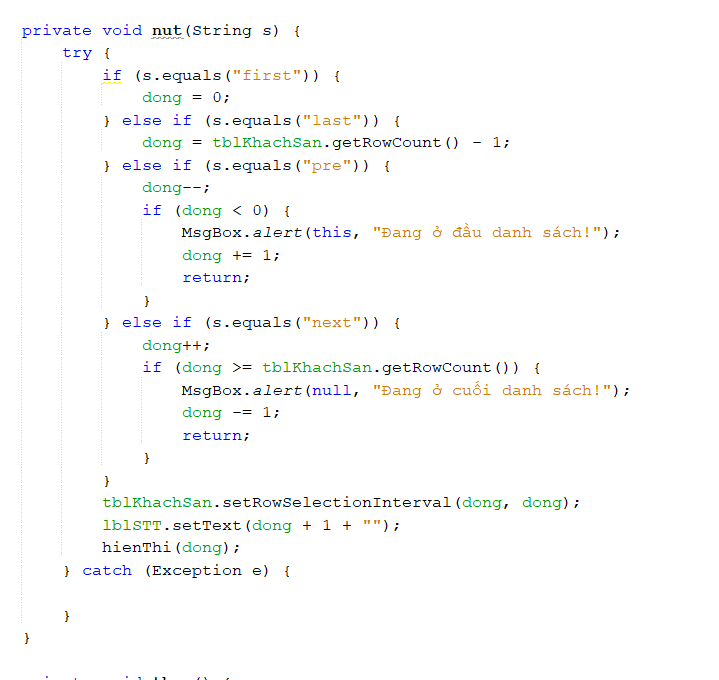 private void nut(String s) {
try {
if (s.equals("first")) {
dong = 0;
} else if (s.equals("last")) {
dong = tblKhachSan.getRowCount() - 1;
} else if (s.equals("pre")) {
dong--;
if (dong < 0) {
MsgBox.alert(this, "Đang ở đầu danh sách!");
dong += 1;
return;
}
} else if (s.equals("next")) {
dong++;
if (dong >= tblKhachSan.getRowCount()) {
MsgBox.alert(null, "Đang ở cuối danh sách!");
dong -= 1;
return;
}
}
tblKhachSan.setRowSelectionInterval(dong, dong);
lblSTT.setText(dong + 1 + "");
hienThi(dong);
} catch (Exception e) {
}
}